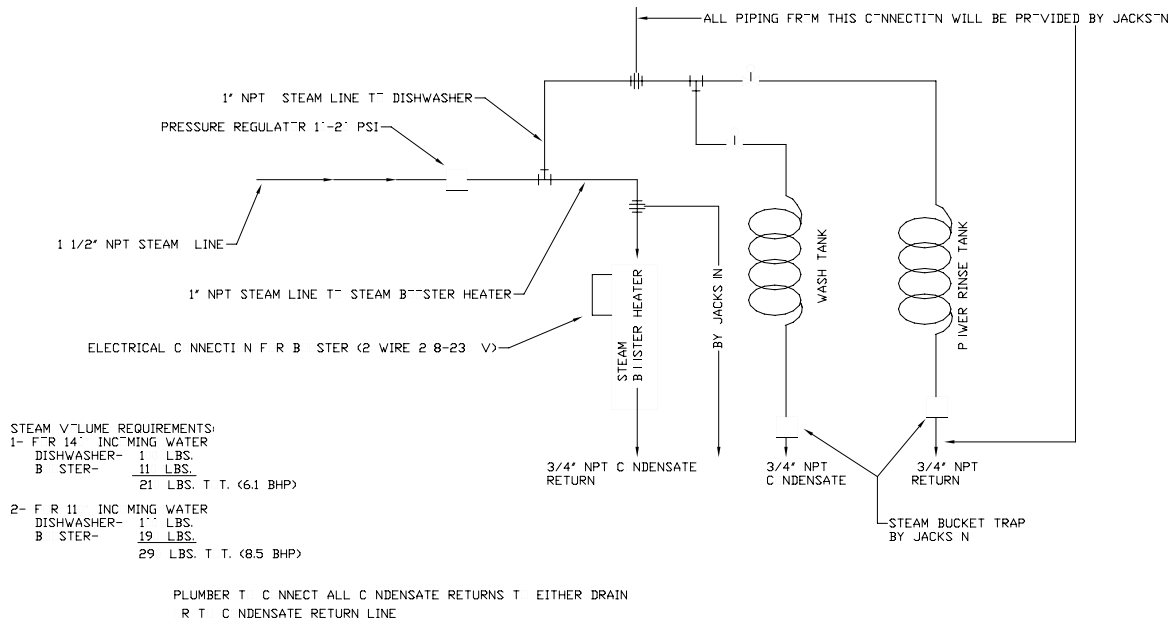 ALL PIPING FR¯M THIS C¯NNECTI¯N WILL BE PR¯VIDED BY JACKS¯N
1" NPT STEAM LINE T¯ DISHWASHER
PRESSURE REGULAT¯R 1¯-2¯ PSI
1 1/2" NPT STEAM LINE
1" NPT STEAM LINE T¯ STEAM B¯¯STER HEATER
ELECTRICAL C NNECTI N F R B STER (2 WIRE 2 8-23 V)
STEAM
B STER HEATER
BY JACKS N
WASH TANK
P WER RINSE TANK
3/4" NPT C NDENSATE
RETURN
3/4" NPT
C NDENSATE
3/4" NPT
RETURN
STEAM BUCKET TRAP
BY JACKS N
STEAM V¯LUME REQUIREMENTS:
1- F¯R 14¯ INC¯MING WATER
DISHWASHER- 1 LBS.
B STER- 11 LBS.
21 LBS. T T. (6.1 BHP)
2- F R 11 INC MING WATER
DISHWASHER- 1¯¯ LBS.
B STER- 19 LBS.
29 LBS. T T. (8.5 BHP)
PLUMBER T C NNECT ALL C NDENSATE RETURNS T EITHER DRAIN
R T C NDENSATE RETURN LINE